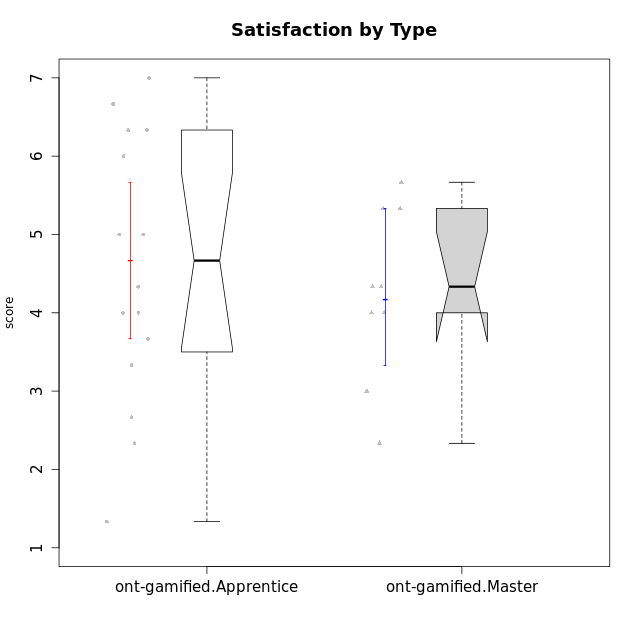 Satisfaction by Type
7
6
5
4
3
2
1
score
ont-gamified.Apprentice
ont-gamified.Master